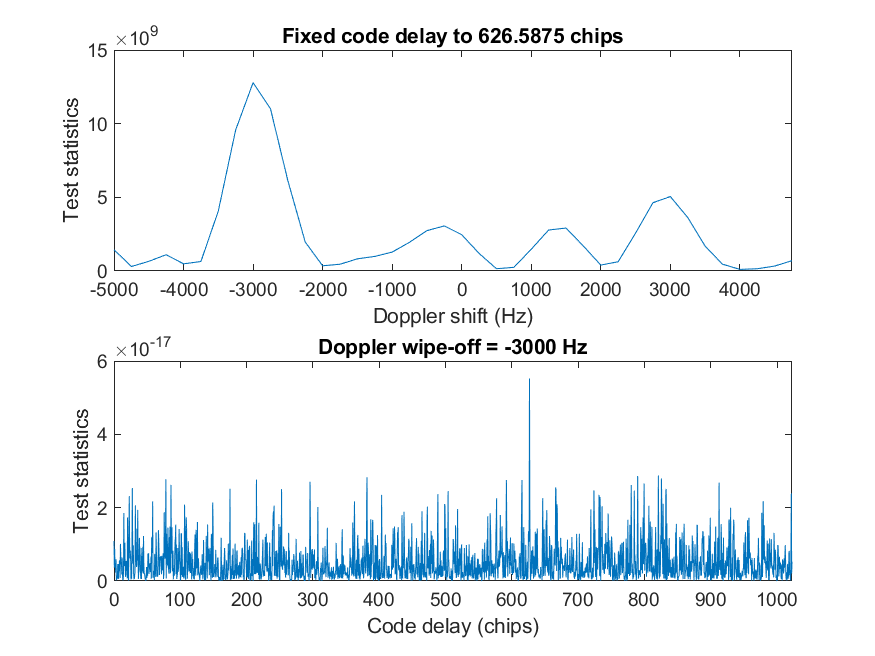 Fixed code delay to 626.5875 chips
×10⁹
15
10
5
0
Test statistics
-5000 -4000 -3000 -2000 -1000 0 1000 2000 3000 4000
Doppler shift (Hz)
Doppler wipe-off = -3000 Hz
×10⁻¹⁷
6
4
2
0
Test statistics
0 100 200 300 400 500 600 700 800 900 1000
Code delay (chips)